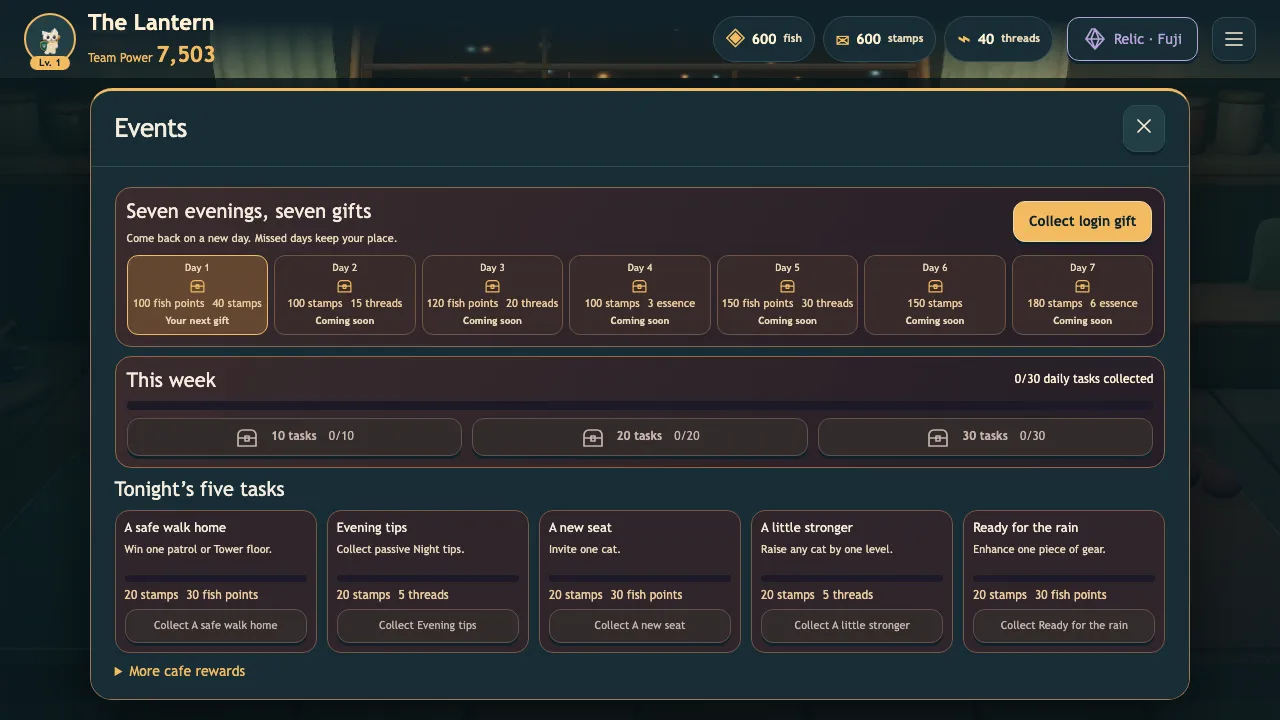 The Lantern
Team Power 7,503
Lv. 1
600 fish
600 stamps
40 threads
Relic · Fuji
Events
Seven evenings, seven gifts
Come back on a new day. Missed days keep your place.
Collect login gift
Day 1
100 fish points 40 stamps
Your next gift
Day 2
100 stamps 15 threads
Coming soon
Day 3
120 fish points 20 threads
Coming soon
Day 4
100 stamps 3 essence
Coming soon
Day 5
150 fish points 30 threads
Coming soon
Day 6
150 stamps
Coming soon
Day 7
180 stamps 6 essence
Coming soon
This week
0/30 daily tasks collected
10 tasks 0/10
20 tasks 0/20
30 tasks 0/30
Tonight’s five tasks
A safe walk home
Win one patrol or Tower floor.
20 stamps 30 fish points
Collect A safe walk home
Evening tips
Collect passive Night tips.
20 stamps 5 threads
Collect Evening tips
A new seat
Invite one cat.
20 stamps 30 fish points
Collect A new seat
A little stronger
Raise any cat by one level.
20 stamps 5 threads
Collect A little stronger
Ready for the rain
Enhance one piece of gear.
20 stamps 30 fish points
Collect Ready for the rain
More cafe rewards